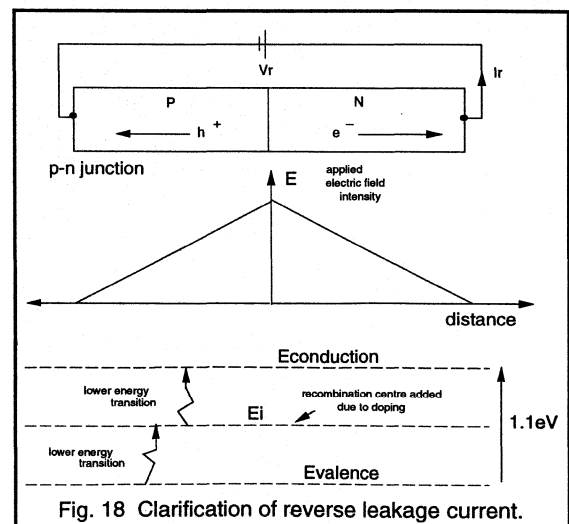 Vr
Ir
P
N
h +
e −
p-n junction
E
applied
electric field
intensity
distance
Econduction
lower energy
transition
recombination centre added
due to doping
Ei
1.1eV
lower energy
transition
Evalence
Fig. 18 Clarification of reverse leakage current.